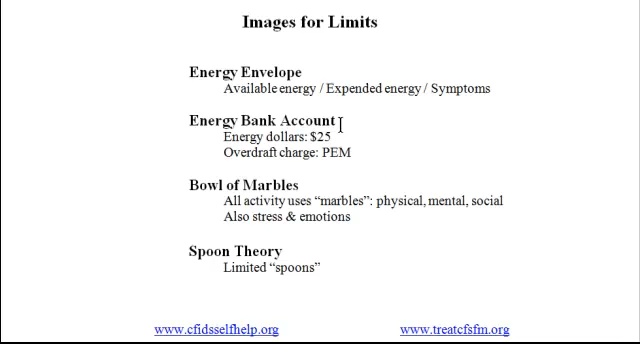 Images for Limits
Energy Envelope
Available energy / Expended energy / Symptoms
Energy Bank Account
Energy dollars: $25
Overdraft charge: PEM
Bowl of Marbles
All activity uses “marbles”: physical, mental, social
Also stress & emotions
Spoon Theory
Limited “spoons”
www.cfidsselfhelp.org www.treatcfsfm.org